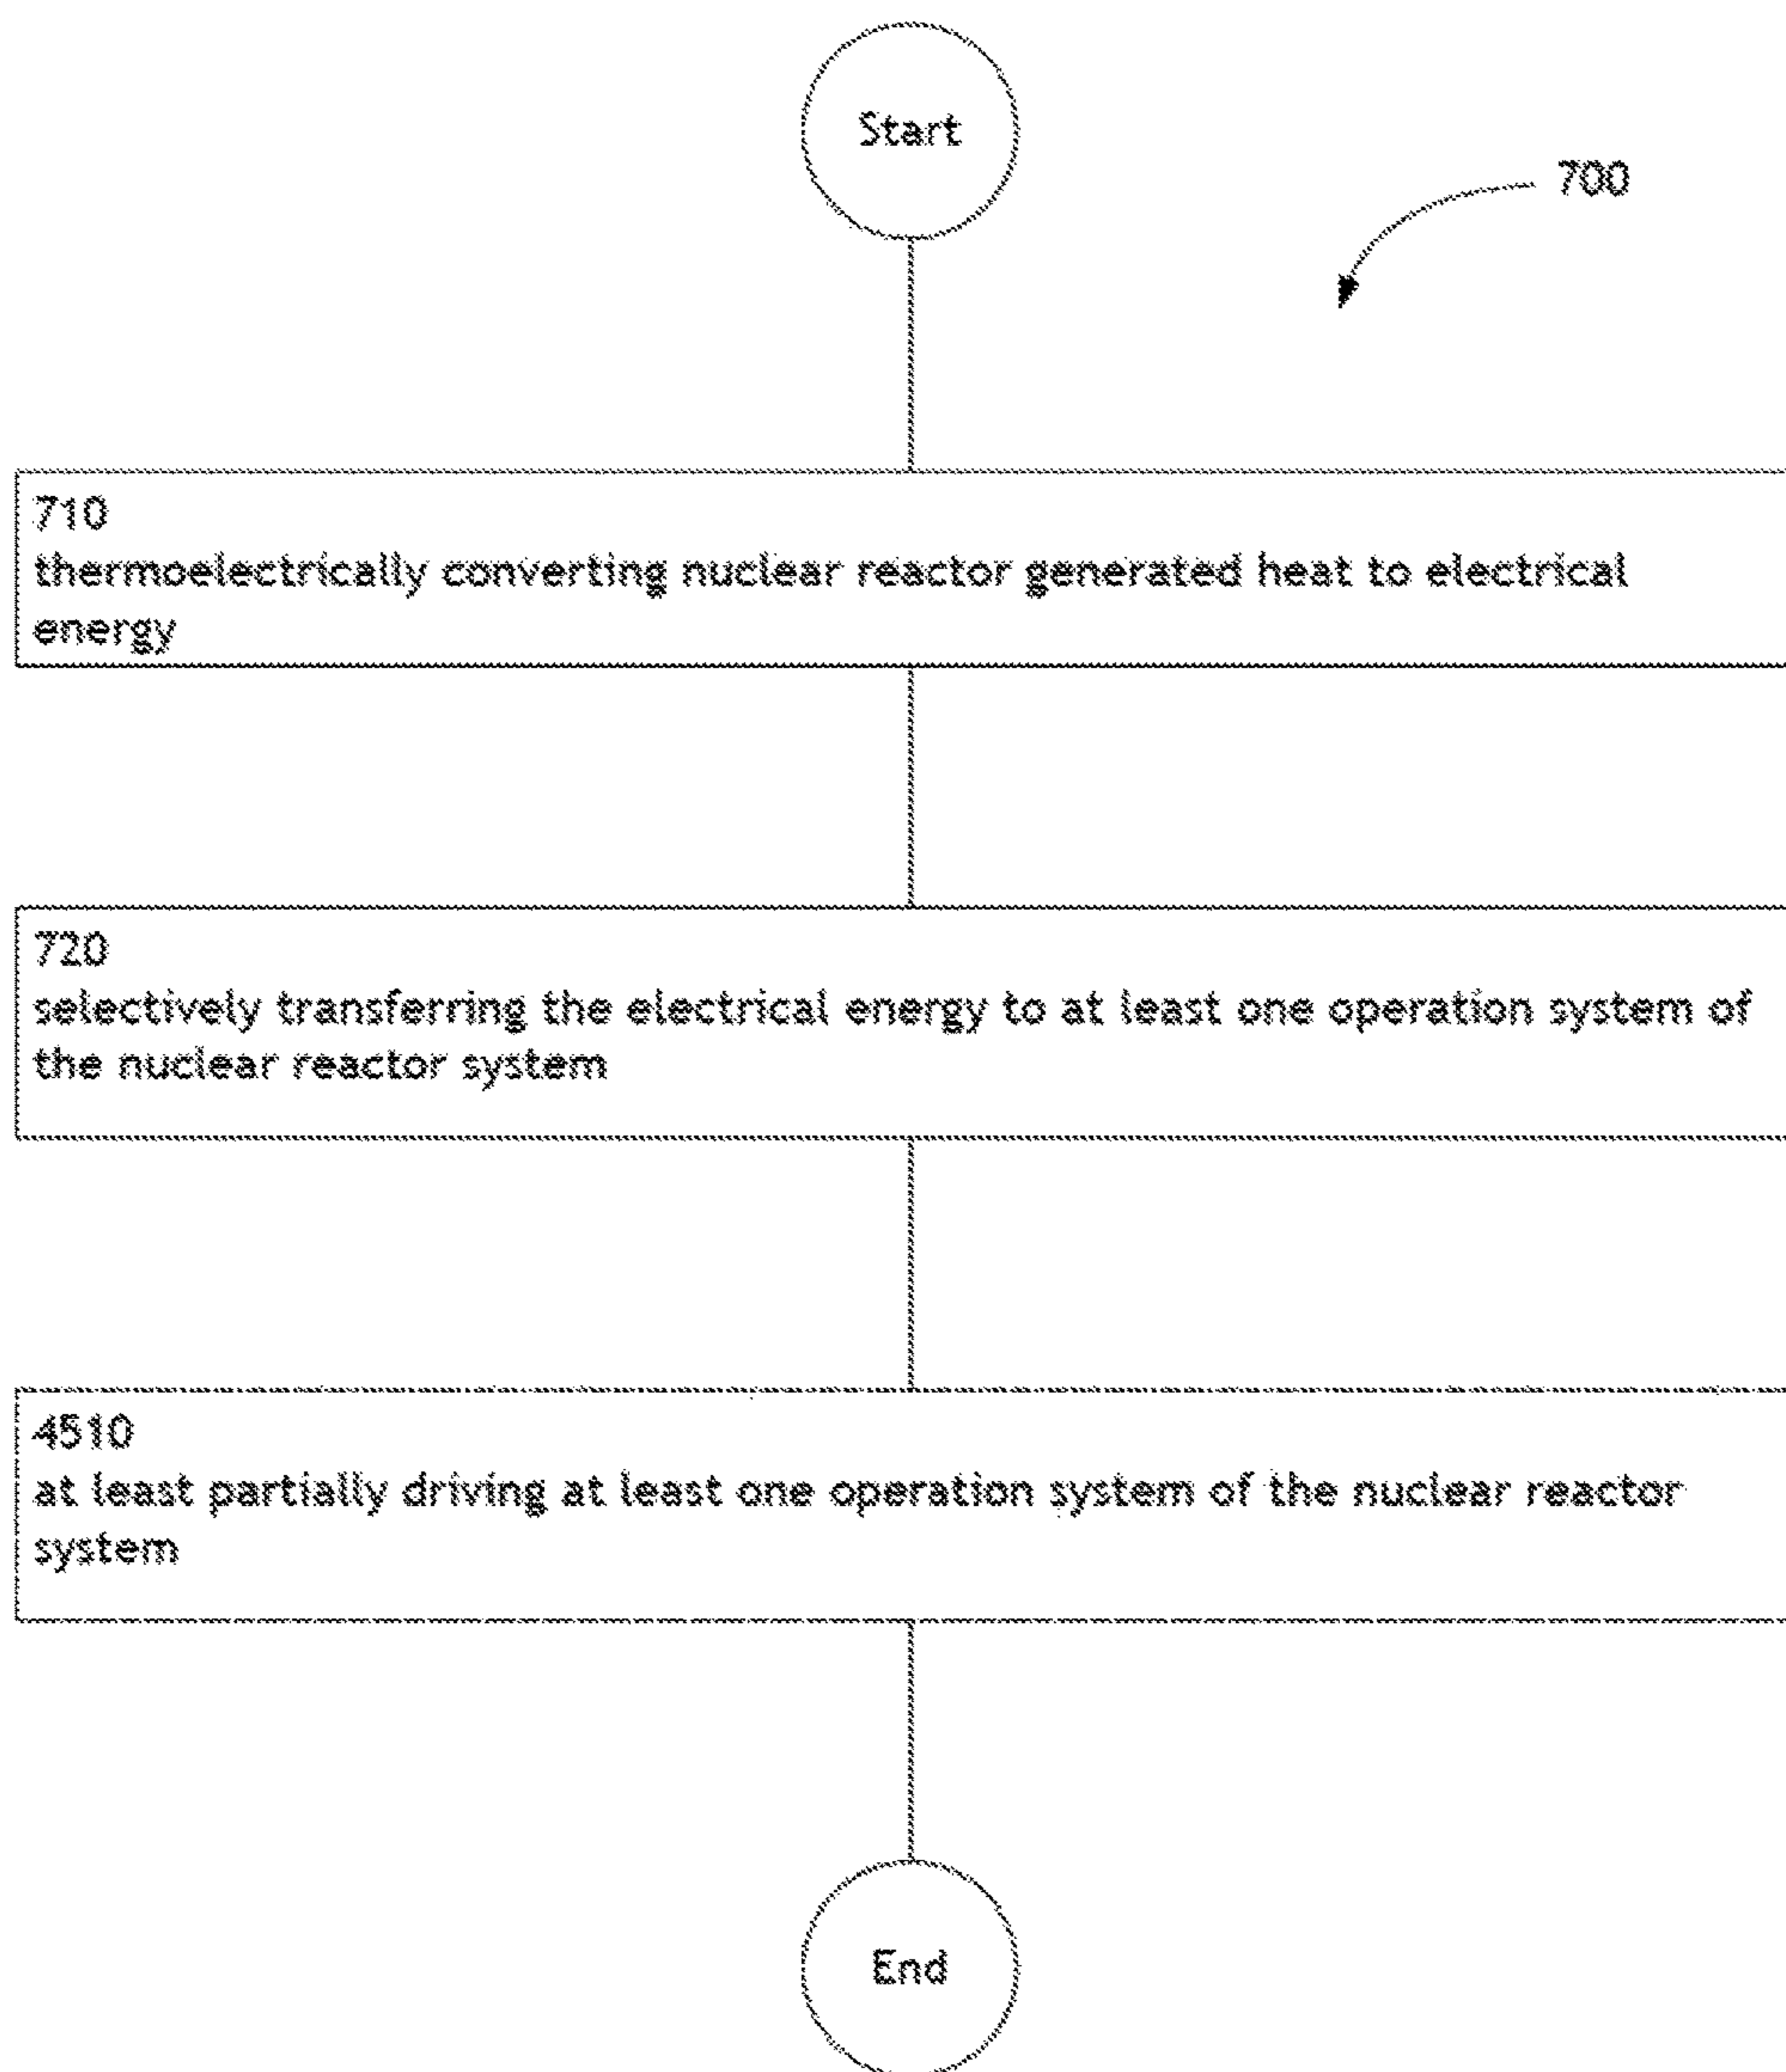 Start
700
710
thermoelectrically converting nuclear reactor generated heat to electrical
energy
720
selectively transferring the electrical energy to at least one operation system of
the nuclear reactor system
4510
at least partially driving at least one operation system of the nuclear reactor
system
End